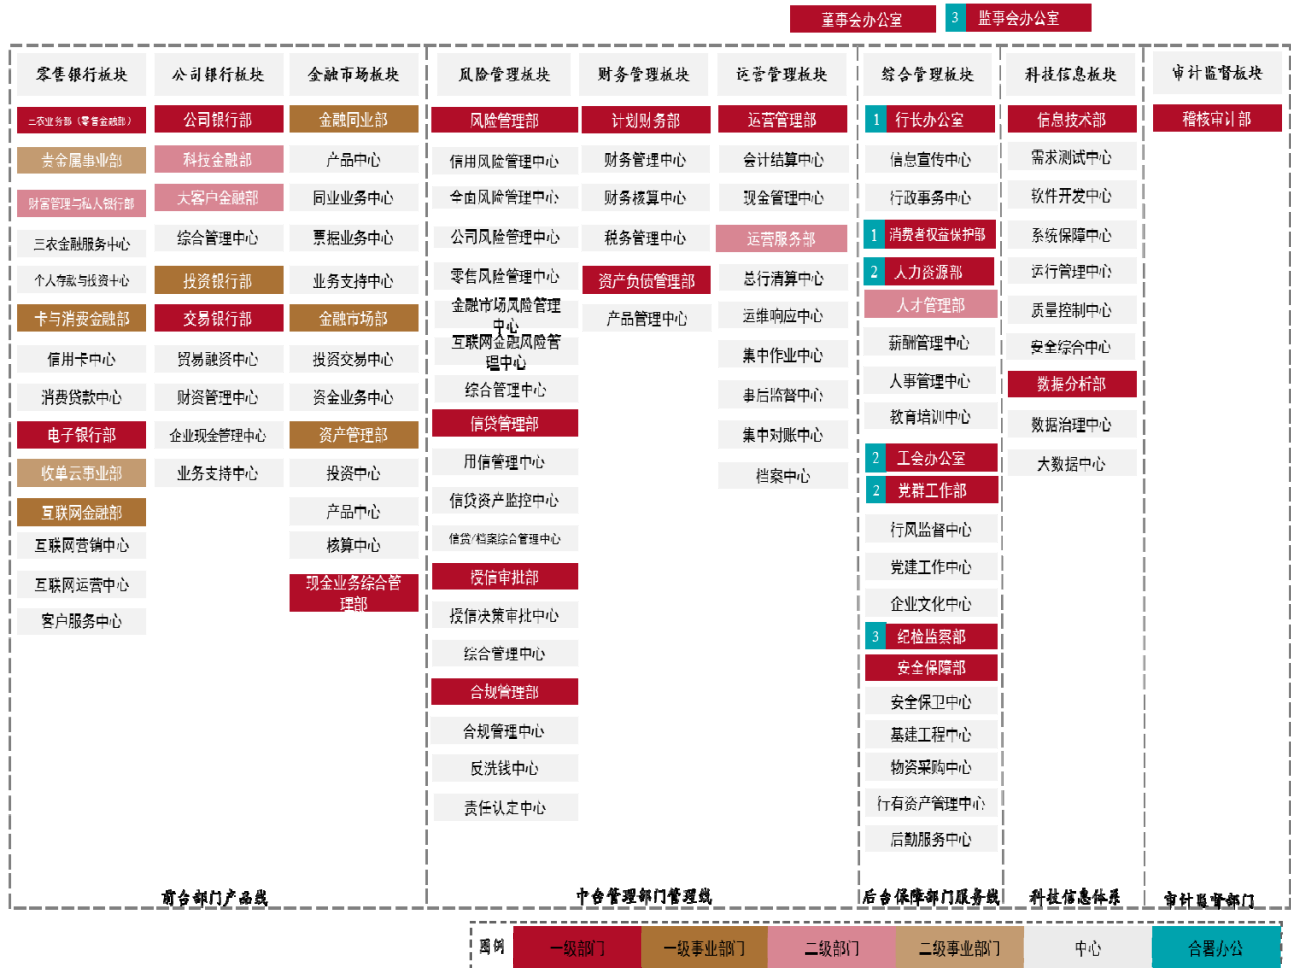 董事会办公室
3 监事会办公室
零售银行板块
三农业务部（零售金融部）
贵金属事业部
财富管理与私人银行部
三农金融服务中心
个人存款与投资中心
卡与消费金融部
信用卡中心
消费贷款中心
电子银行部
收单云事业部
互联网金融部
互联网营销中心
互联网运营中心
客户服务中心
公司银行板块
公司银行部
科技金融部
大客户金融部
综合管理中心
投资银行部
交易银行部
贸易融资中心
财资管理中心
企业现金管理中心
业务支持中心
金融市场板块
金融同业部
产品中心
同业业务中心
票据业务中心
业务支持中心
金融市场部
投资交易中心
资金业务中心
资产管理部
投资中心
产品中心
核算中心
现金业务综合管
理部
前台部门产品线
风险管理板块
风险管理部
信用风险管理中心
全面风险管理中心
公司风险管理中心
零售风险管理中心
金融市场风险管理
中心
互联网金融风险管
理中心
综合管理中心
信贷管理部
用信管理中心
信贷资产监控中心
信贷/档案综合管理中心
授信审批部
授信决策审批中心
综合管理中心
合规管理部
合规管理中心
反洗钱中心
责任认定中心
财务管理板块
计划财务部
财务管理中心
财务核算中心
税务管理中心
资产负债管理部
产品管理中心
运营管理板块
运营管理部
会计结算中心
现金管理中心
运营服务部
总行清算中心
运维响应中心
集中作业中心
事后监督中心
集中对账中心
档案中心
中台管理部门管理线
综合管理板块
1 行长办公室
信息宣传中心
行政事务中心
1 消费者权益保护部
2 人力资源部
人才管理部
薪酬管理中心
人事管理中心
教育培训中心
2 工会办公室
2 党群工作部
行风监督中心
党建工作中心
企业文化中心
3 纪检监察部
安全保障部
安全保卫中心
基建工程中心
物资采购中心
行有资产管理中心
后勤服务中心
后台保障部门服务线
科技信息板块
信息技术部
需求测试中心
软件开发中心
系统保障中心
运行管理中心
质量控制中心
安全综合中心
数据分析部
数据治理中心
大数据中心
科技信息体系
审计监督板块
稽核审计部
审计监督部门
图例 一级部门 一级事业部门 二级部门 二级事业部门 中心 合署办公